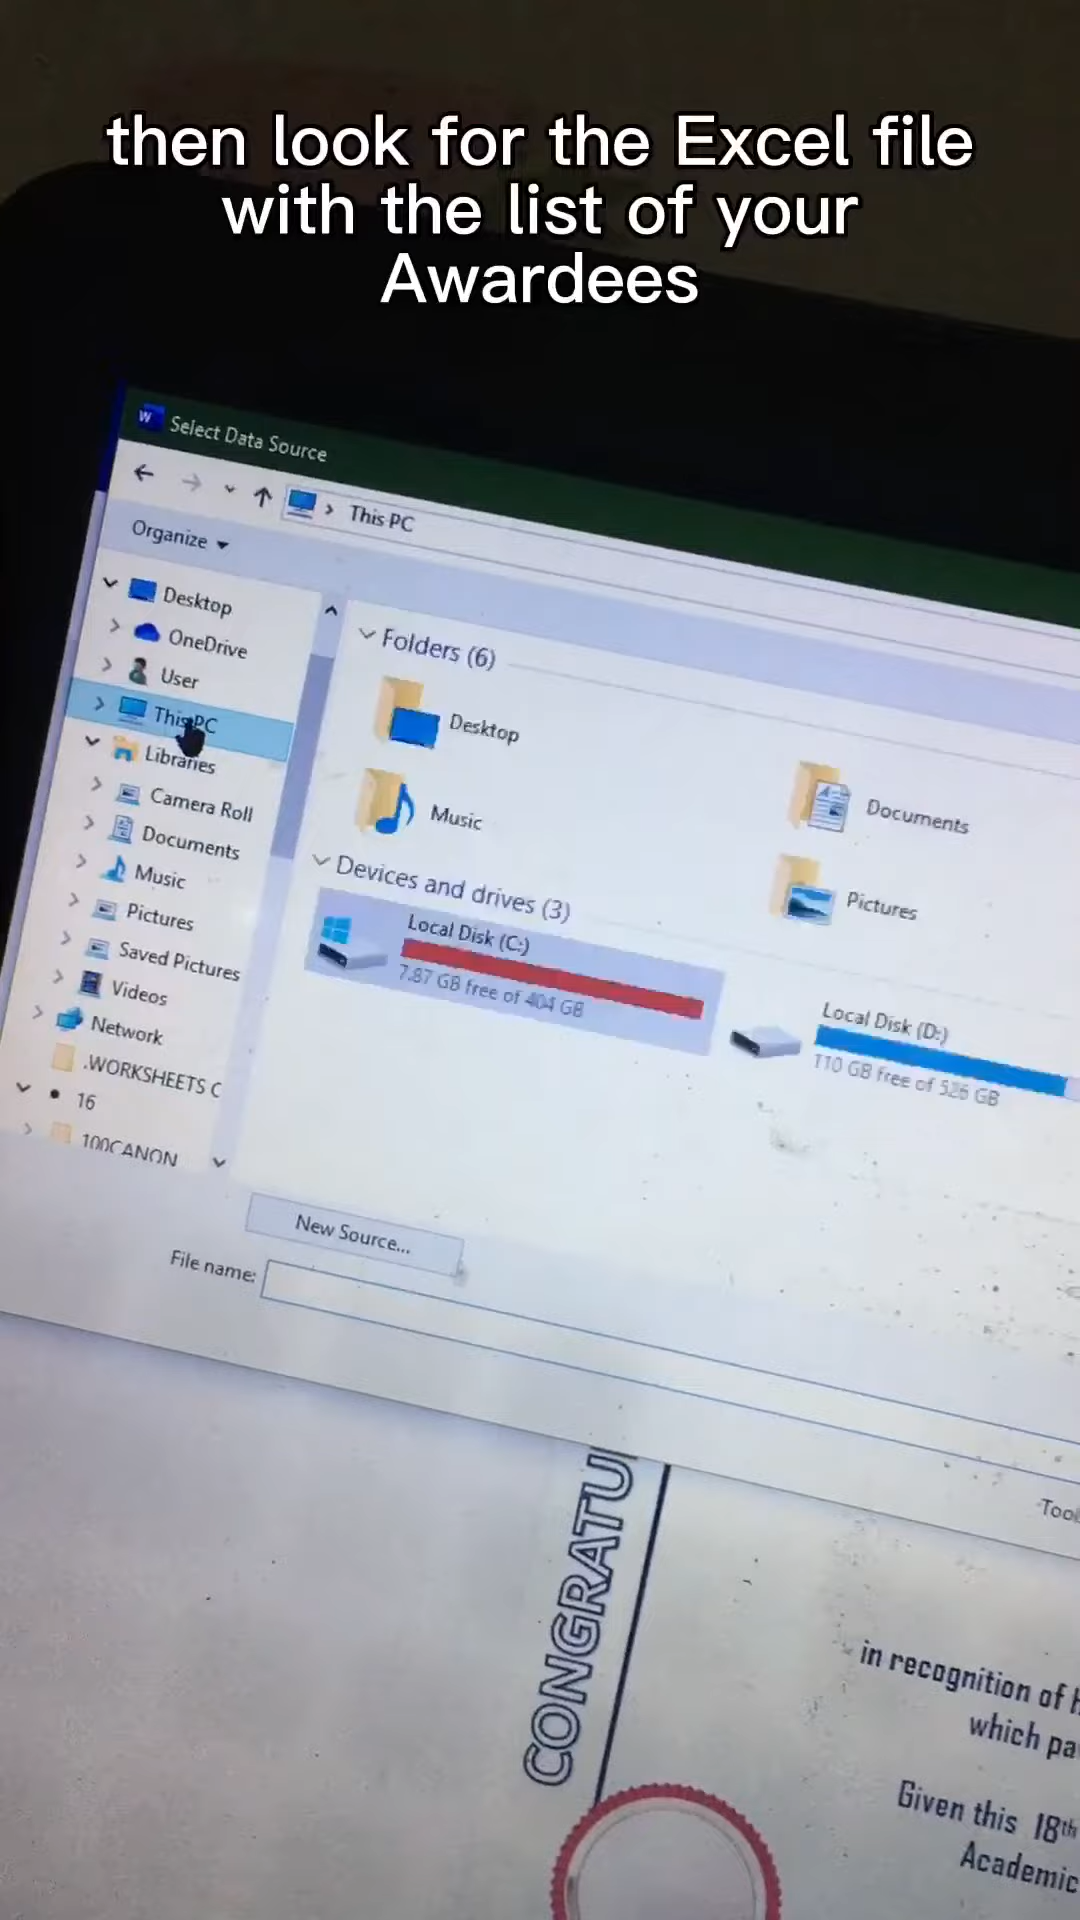 then look for the Excel file
with the list of your
Awardees
Select Data Source
This PC
Organize
Desktop
OneDrive
User
This PC
Libraries
Camera Roll
Documents
Music
Pictures
Saved Pictures
Videos
Network
.WORKSHEETS C
16
100CANON
Folders (6)
Desktop
Documents
Music
Pictures
Devices and drives (3)
Local Disk (C:)
7.87 GB free of 404 GB
Local Disk (D:)
110 GB free of 526 GB
New Source...
File name:
Tool
CONGRATU
in recognition of h
which pa
Given this 18th
Academic